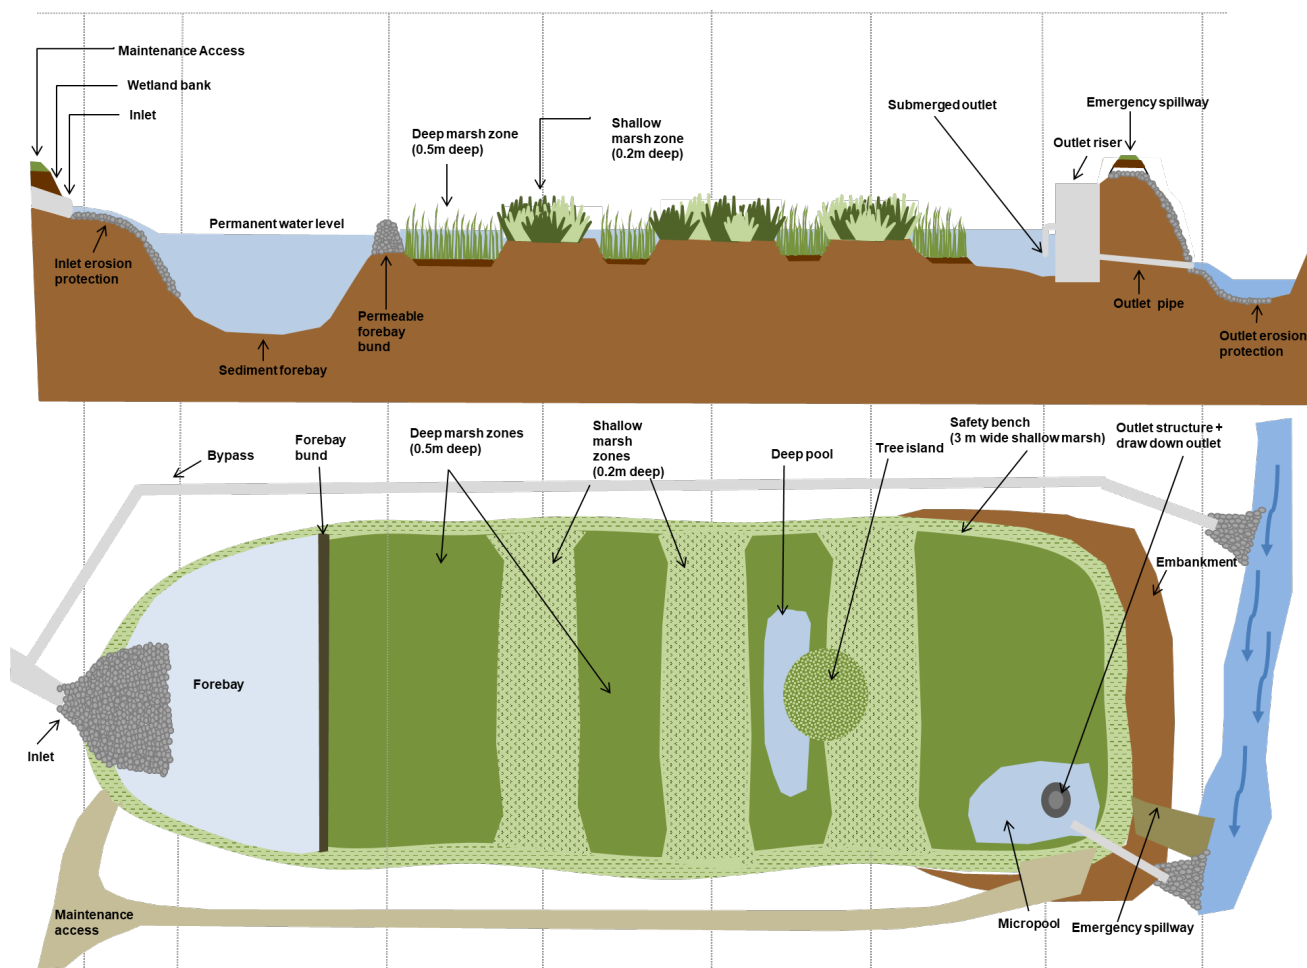 Maintenance Access
Wetland bank
Inlet
Deep marsh zone
(0.5m deep)
Shallow
marsh zone
(0.2m deep)
Submerged outlet
Emergency spillway
Outlet riser
Permanent water level
Inlet erosion
protection
Sediment forebay
Permeable
forebay
bund
Outlet pipe
Outlet erosion
protection
Bypass
Forebay
bund
Deep marsh zones
(0.5m deep)
Shallow
marsh
zones
(0.2m deep)
Deep pool
Tree island
Safety bench
(3 m wide shallow marsh)
Outlet structure +
draw down outlet
Embankment
Forebay
Inlet
Maintenance
access
Micropool
Emergency spillway